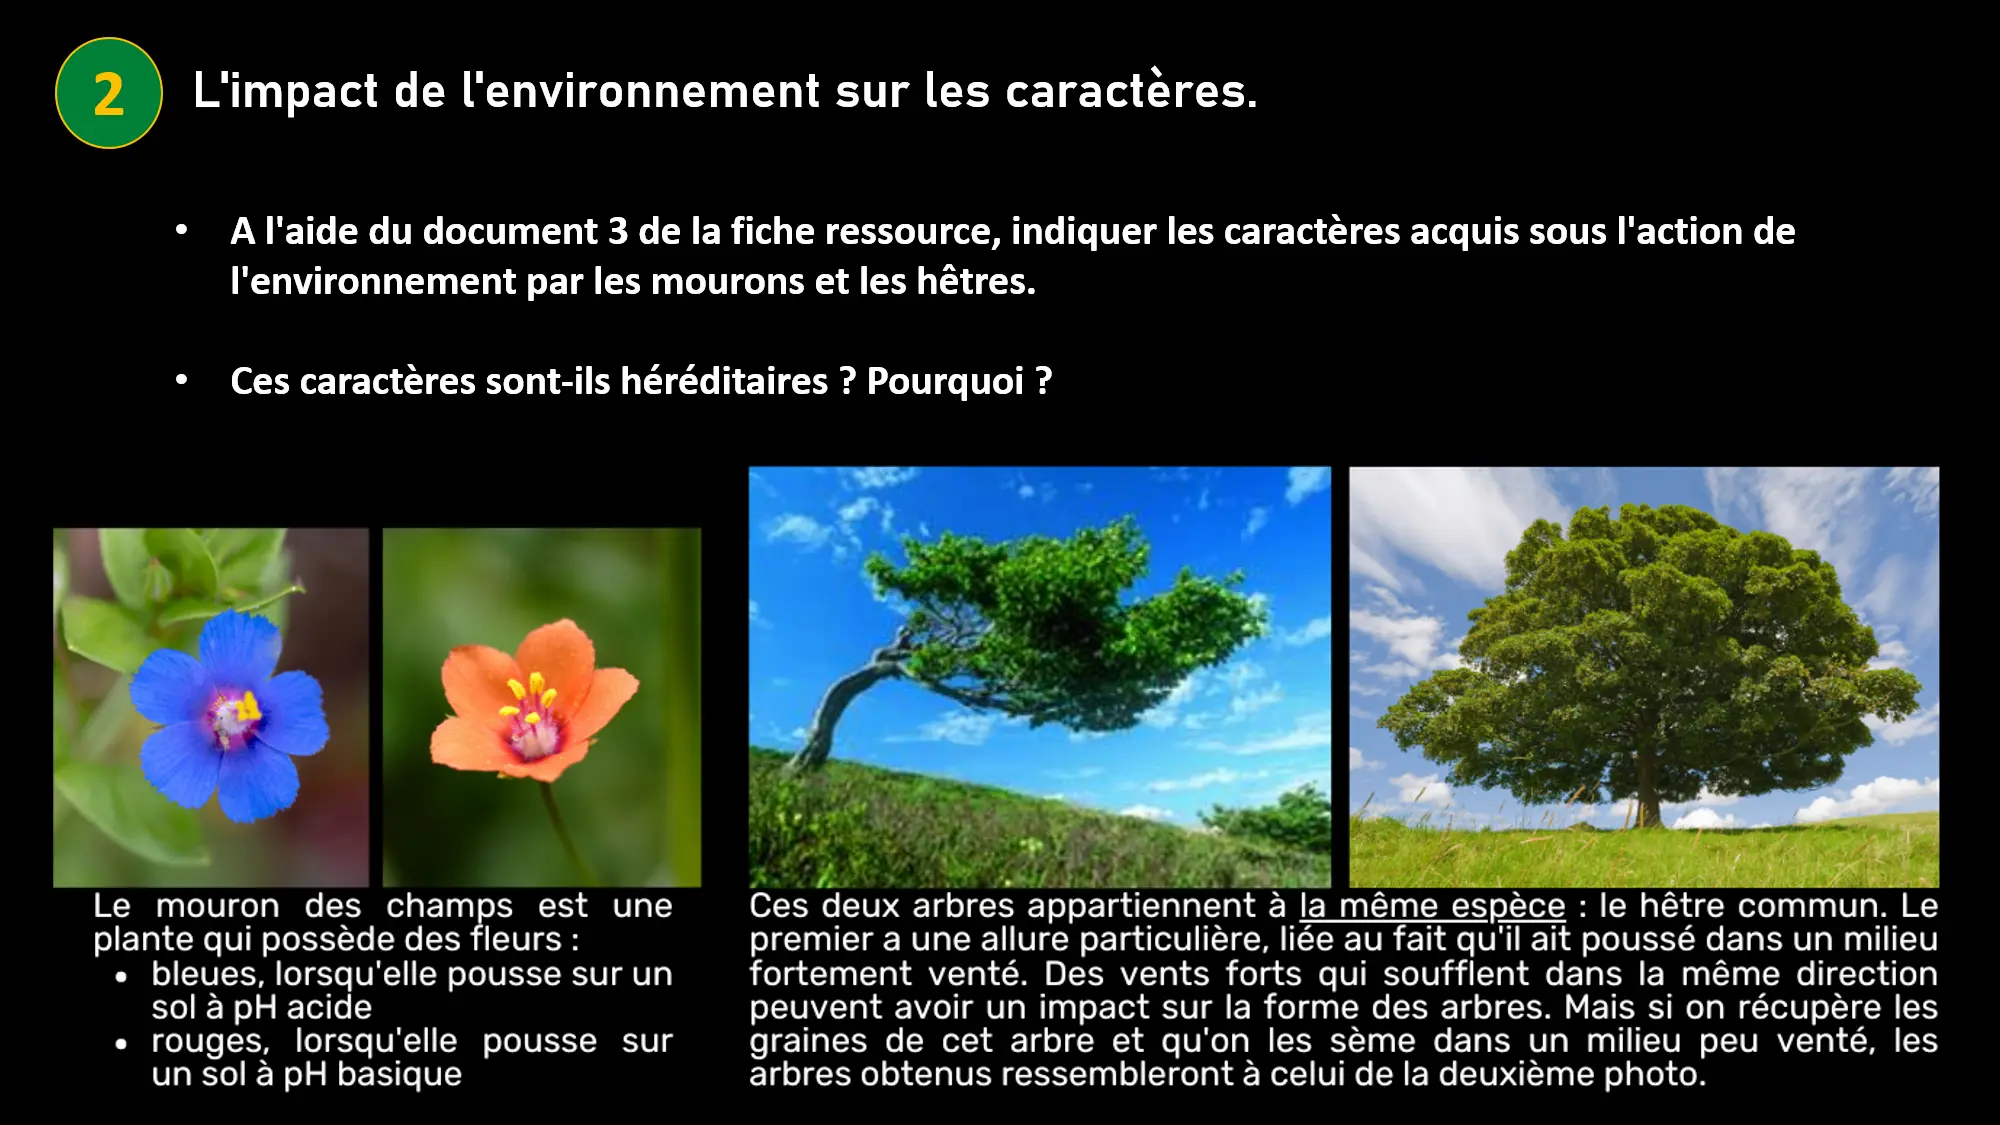 2
L'impact de l'environnement sur les caractères.
• A l'aide du document 3 de la fiche ressource, indiquer les caractères acquis sous l'action de
l'environnement par les mourons et les hêtres.
• Ces caractères sont-ils héréditaires ? Pourquoi ?
Le mouron des champs est une
plante qui possède des fleurs :
• bleues, lorsqu'elle pousse sur un
sol à pH acide
• rouges, lorsqu'elle pousse sur
un sol à pH basique
Ces deux arbres appartiennent à la même espèce : le hêtre commun. Le
premier a une allure particulière, liée au fait qu'il ait poussé dans un milieu
fortement venté. Des vents forts qui soufflent dans la même direction
peuvent avoir un impact sur la forme des arbres. Mais si on récupère les
graines de cet arbre et qu'on les sème dans un milieu peu venté, les
arbres obtenus ressembleront à celui de la deuxième photo.